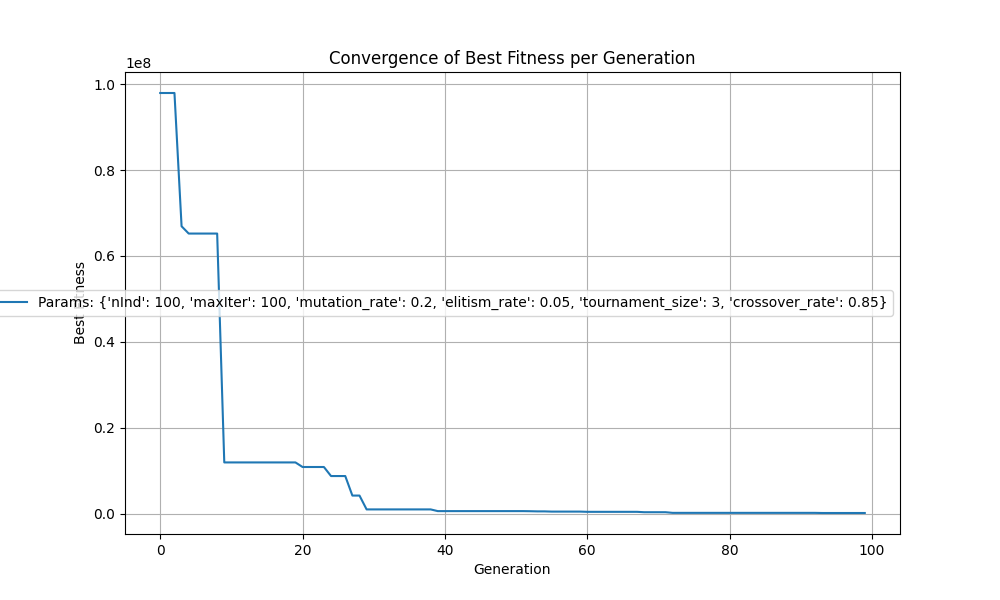 Convergence of Best Fitness per Generation
1e8
1.0
0.8
0.6
0.4
0.2
0.0
Best
Params: {'nInd': 100, 'maxIter': 100, 'mutation_rate': 0.2, 'elitism_rate': 0.05, 'tournament_size': 3, 'crossover_rate': 0.85}
0 20 40 60 80 100
Generation